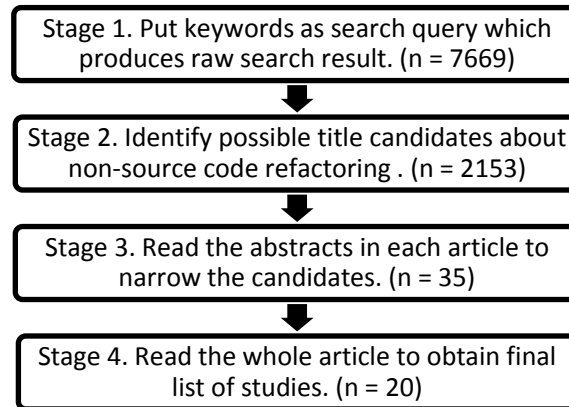 Stage 1. Put keywords as search query which
produces raw search result. (n = 7669)
Stage 2. Identify possible title candidates about
non-source code refactoring . (n = 2153)
Stage 3. Read the abstracts in each article to
narrow the candidates. (n = 35)
Stage 4. Read the whole article to obtain final
list of studies. (n = 20)